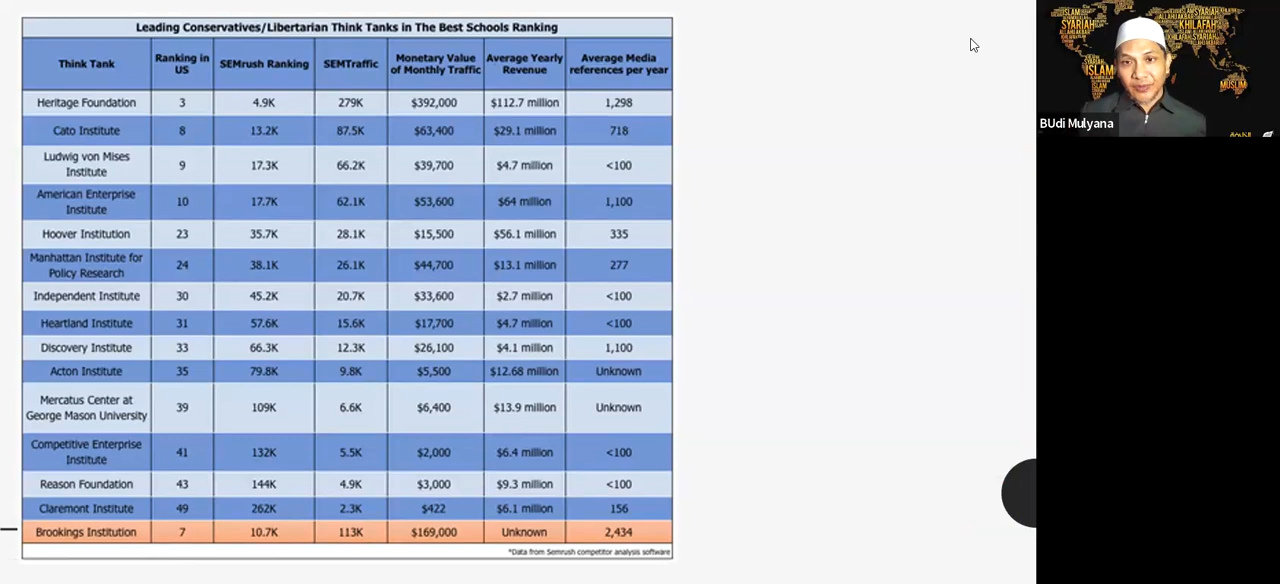 Leading Conservatives/Libertarian Think Tanks in The Best Schools Ranking
Think Tank
Ranking in
US
SEMrush Ranking
SEMTraffic
Monetary Value
of Monthly Traffic
Average Yearly
Revenue
Average Media
references per year
Heritage Foundation 3 4.9K 279K $392,000 $112.7 million 1,298
Cato Institute 8 13.2K 87.5K $63,400 $29.1 million 718
Ludwig von Mises
Institute
9 17.3K 66.2K $39,700 $4.7 million <100
American Enterprise
Institute
10 17.7K 62.1K $53,600 $64 million 1,100
Hoover Institution 23 35.7K 28.1K $15,500 $56.1 million 335
Manhattan Institute for
Policy Research
24 38.1K 26.1K $44,700 $13.1 million 277
Independent Institute 30 45.2K 20.7K $33,600 $2.7 million <100
Heartland Institute 31 57.6K 15.6K $17,700 $4.7 million <100
Discovery Institute 33 66.3K 12.3K $26,100 $4.1 million 1,100
Acton Institute 35 79.8K 9.8K $5,500 $12.68 million Unknown
Mercatus Center at
George Mason University
39 109K 6.6K $6,400 $13.9 million Unknown
Competitive Enterprise
Institute
41 132K 5.5K $2,000 $6.4 million <100
Reason Foundation 43 144K 4.9K $3,000 $9.3 million <100
Claremont Institute 49 262K 2.3K $422 $6.1 million 156
Brookings Institution 7 10.7K 113K $169,000 Unknown 2,434
*Data from Semrush competitor analysis software
ISLAM
SYARIAH
KHILAFAH
SYARIAH
ISLAM
MUSLIM
BUdi Mulyana